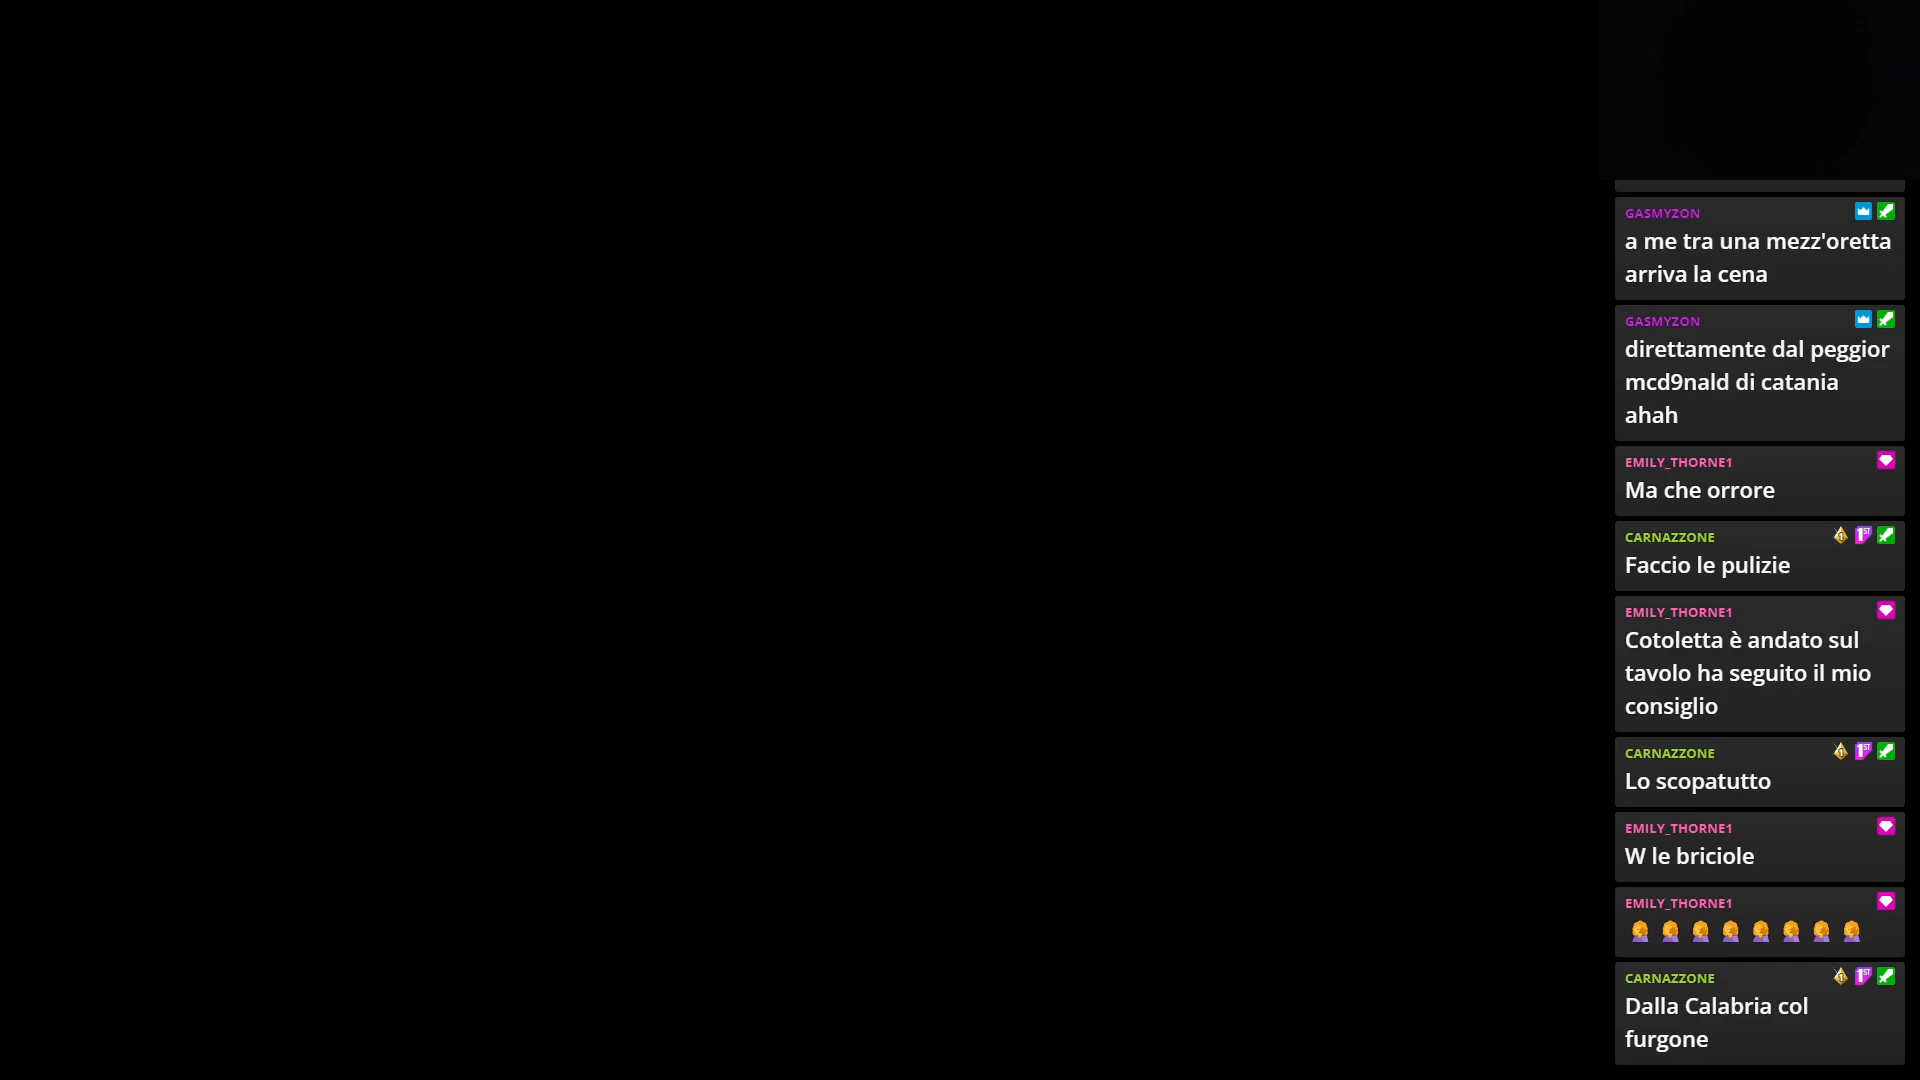 GASMYZON
a me tra una mezz'oretta
arriva la cena
GASMYZON
direttamente dal peggior
mcd9nald di catania
ahah
EMILY_THORNE1
Ma che orrore
CARNAZZONE
Faccio le pulizie
EMILY_THORNE1
Cotoletta è andato sul
tavolo ha seguito il mio
consiglio
CARNAZZONE
Lo scopatutto
EMILY_THORNE1
W le briciole
EMILY_THORNE1
🤦‍♀️ 🤦‍♀️ 🤦‍♀️ 🤦‍♀️ 🤦‍♀️ 🤦‍♀️ 🤦‍♀️ 🤦‍♀️
CARNAZZONE
Dalla Calabria col
furgone